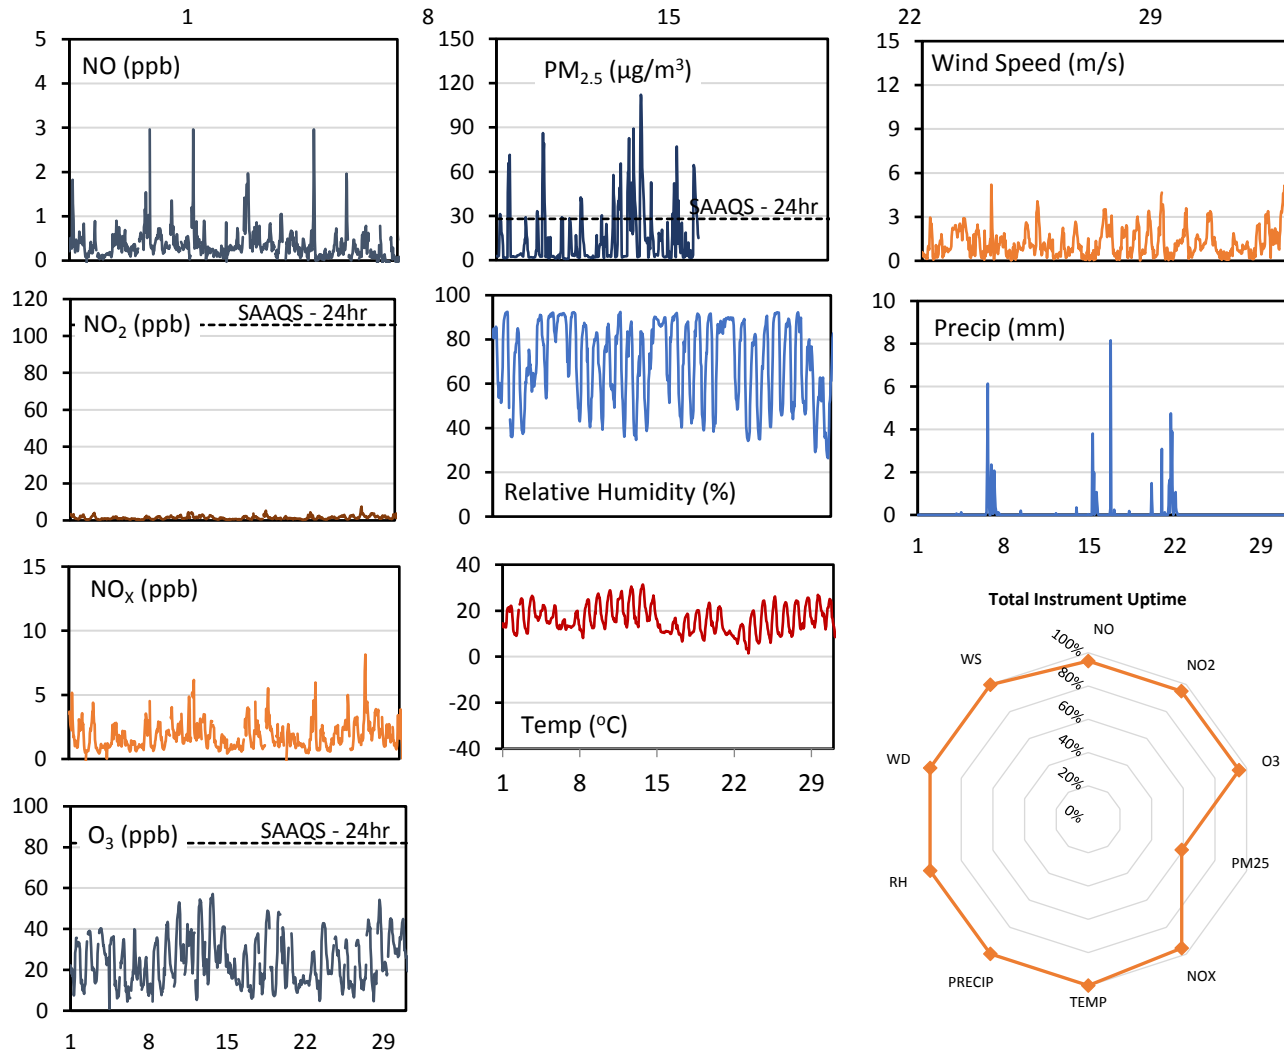 1 8 15 22 29
5
4
3
2
1
0
NO (ppb)
150
120
90
60
30
0
PM2.5 (µg/m3)
SAAQS - 24hr
15
12
9
6
3
0
Wind Speed (m/s)
120
100
80
60
40
20
0
NO2 (ppb)
SAAQS - 24hr
100
80
60
40
20
0
Relative Humidity (%)
10
8
6
4
2
0
Precip (mm)
1 8 15 22 29
15
10
5
0
NOX (ppb)
40
20
0
-20
-40
Temp (oC)
1 8 15 22 29
100
80
60
40
20
0
O3 (ppb)
SAAQS - 24hr
1 8 15 22 29
Total Instrument Uptime
NO
NO2
O3
PM25
NOX
TEMP
PRECIP
RH
WD
WS
100%
80%
60%
40%
20%
0%